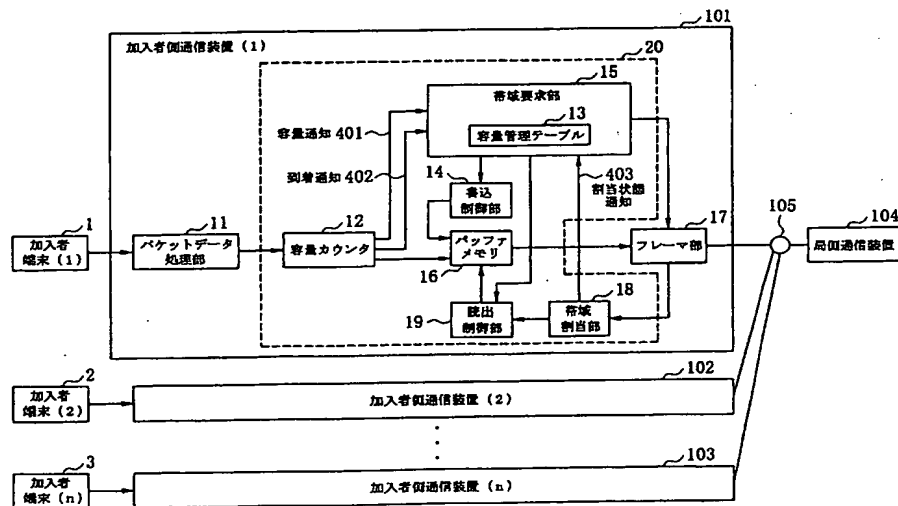 101
加入者側通信装置(1)
20
15
帯域要求部
13
容量管理テーブル
容量通知 401
到着通知 402
403
割当状態
通知
14
書込
制御部
1
加入者
端末(1)
11
パケットデータ
処理部
12
容量カウンタ
バッファ
メモリ
16
17
フレーマ部
105
104
局側通信装置
19
読出
制御部
18
帯域
割当部
2
加入者
端末(2)
102
加入者側通信装置(2)
3
加入者
端末(n)
103
加入者側通信装置(n)